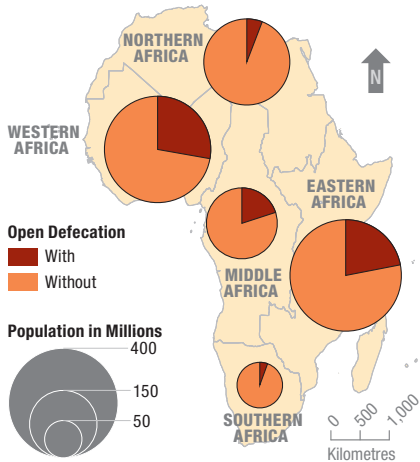 NORTHERN
AFRICA
N
WESTERN
AFRICA
EASTERN
AFRICA
Open Defecation
With
Without
MIDDLE
AFRICA
Population in Millions
400
150
50
SOUTHERN
AFRICA
0
500
1,000
Kilometres